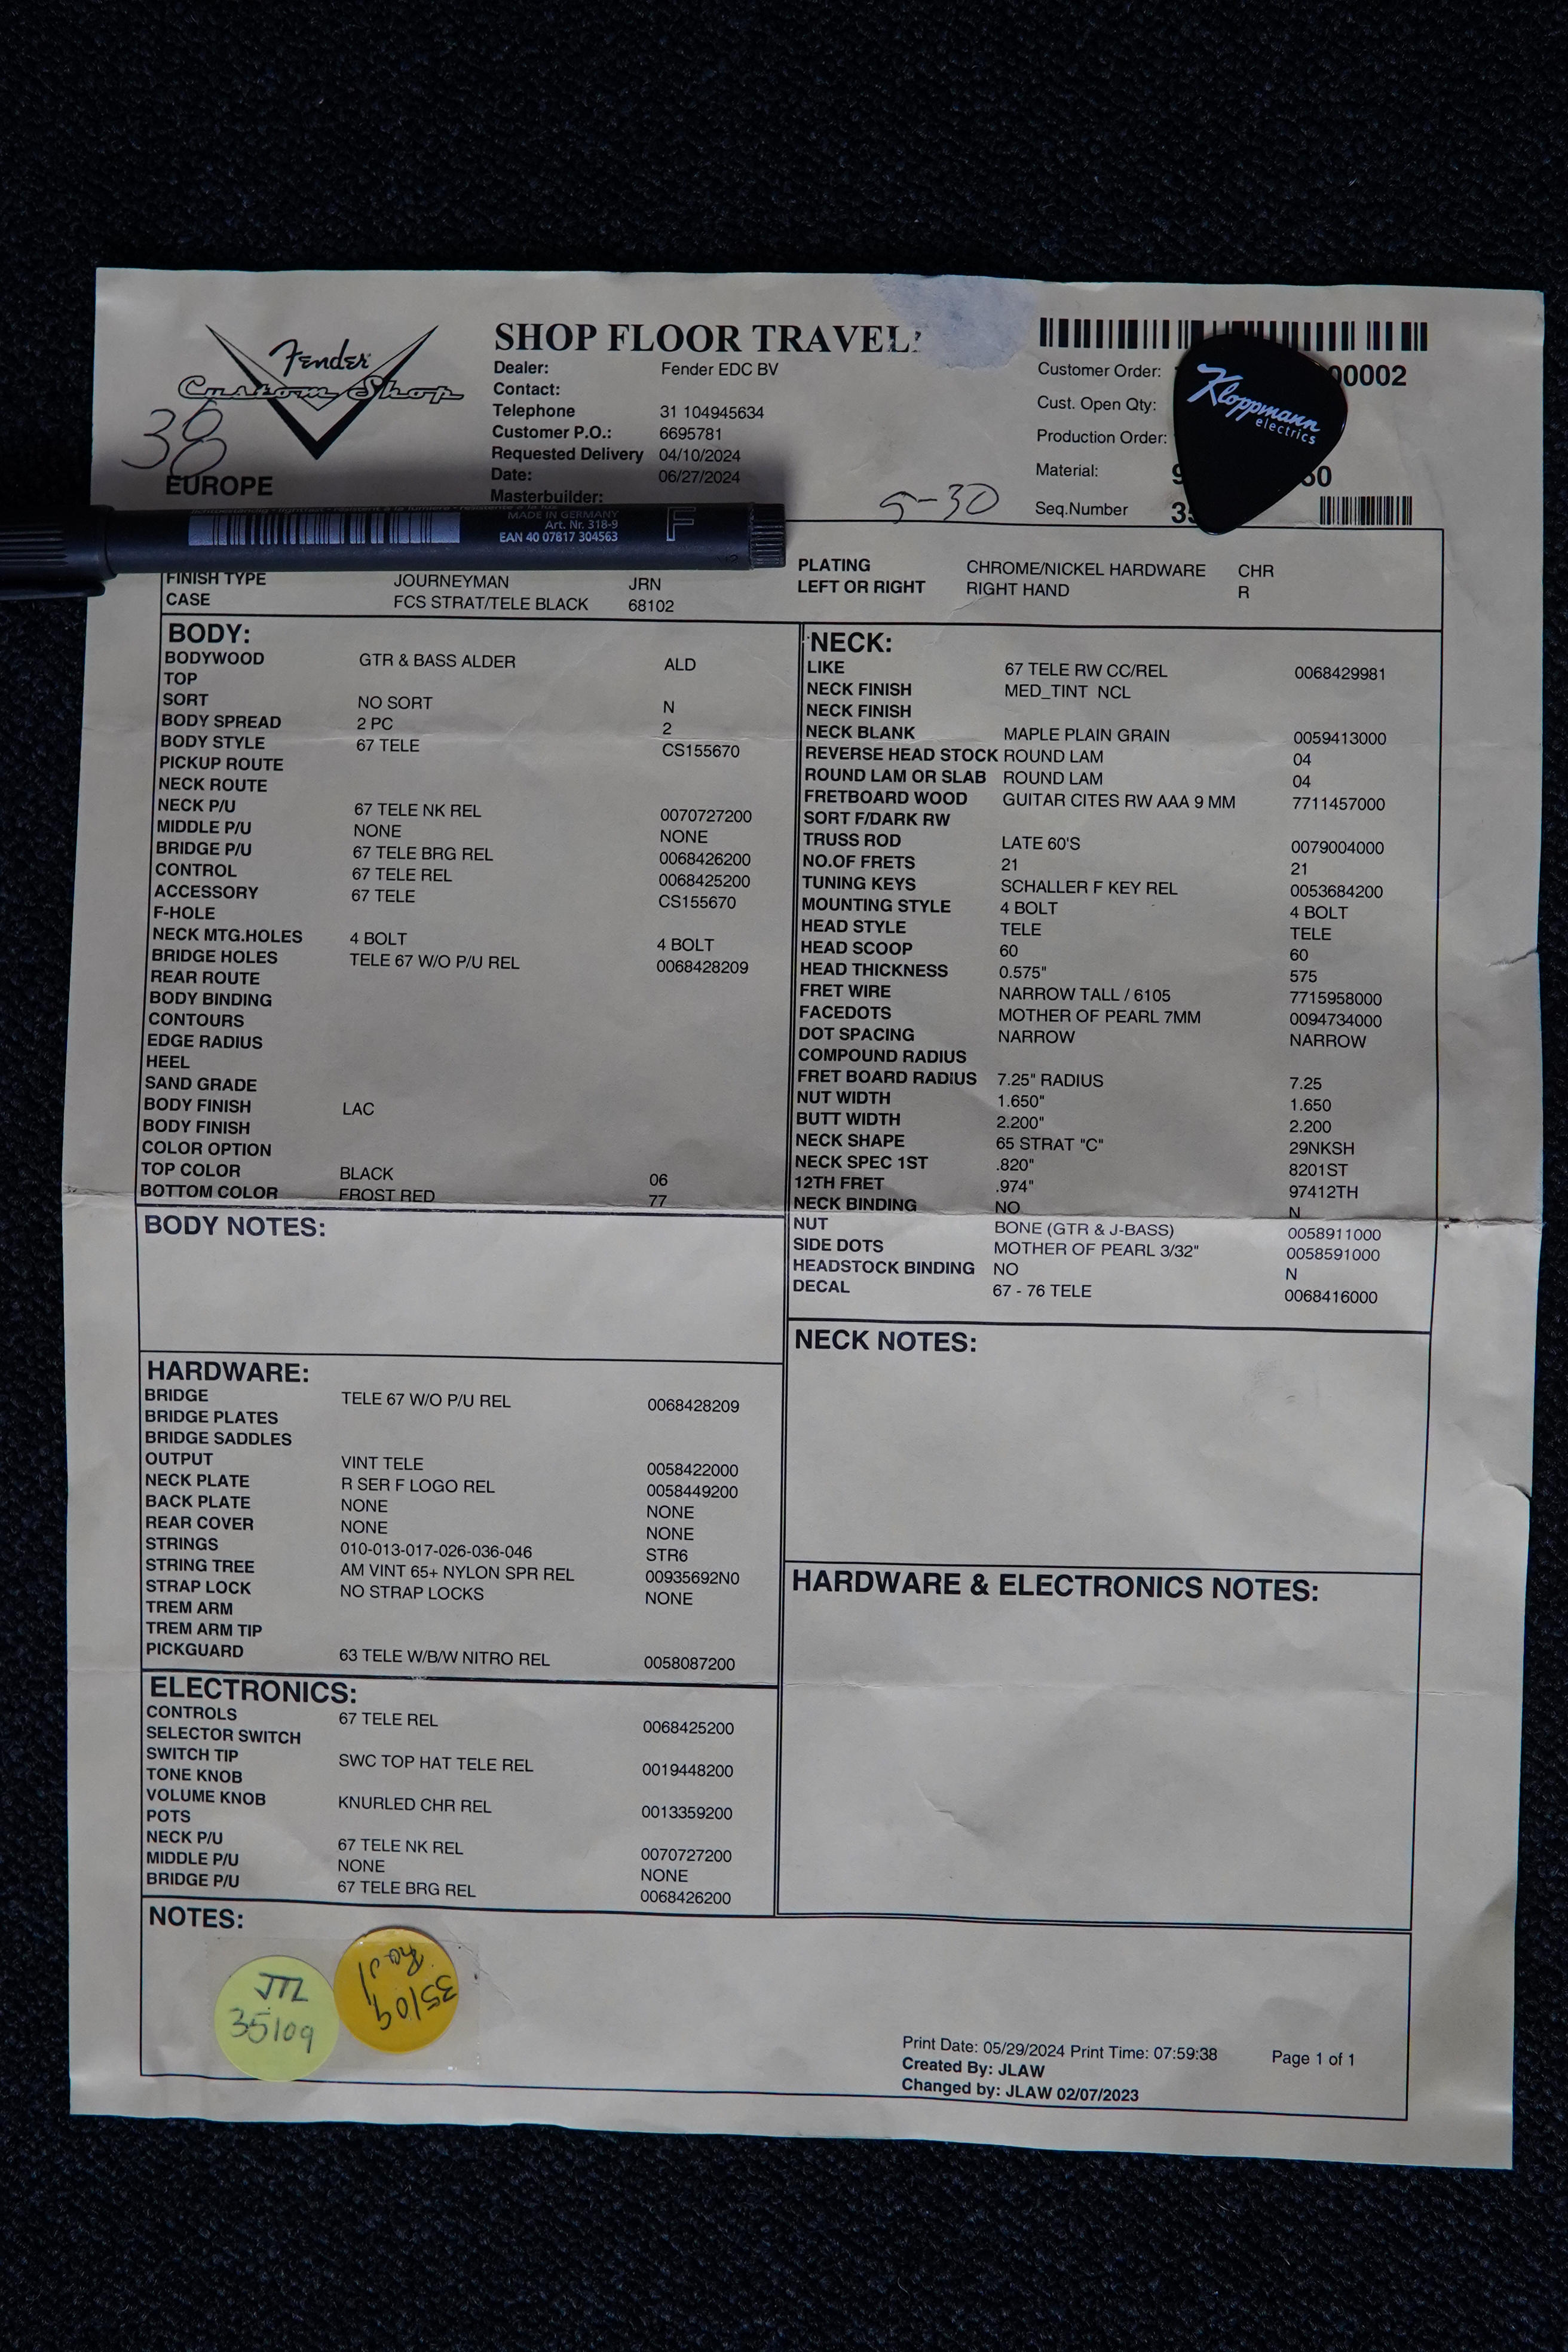 Fender
Custom Shop
38
EUROPE
SHOP FLOOR TRAVEL
Dealer: Fender EDC BV
Contact:
Telephone 31 104945634
Customer P.O.: 6695781
Requested Delivery 04/10/2024
Date: 06/27/2024
Masterbuilder:
5-30
Customer Order: 00002
Cust. Open Qty:
Production Order:
Material: 9 50
Seq.Number 35
Kloppmann
electrics
MADE IN GERMANY
Art. Nr. 318-9
EAN 40 07817 304563
F
FINISH TYPE JOURNEYMAN JRN
CASE FCS STRAT/TELE BLACK 68102
PLATING CHROME/NICKEL HARDWARE CHR
LEFT OR RIGHT RIGHT HAND R
BODY:
BODYWOOD GTR & BASS ALDER ALD
TOP
SORT NO SORT N
BODY SPREAD 2 PC 2
BODY STYLE 67 TELE CS155670
PICKUP ROUTE
NECK ROUTE
NECK P/U 67 TELE NK REL 0070727200
MIDDLE P/U NONE NONE
BRIDGE P/U 67 TELE BRG REL 0068426200
CONTROL 67 TELE REL 0068425200
ACCESSORY 67 TELE CS155670
F-HOLE
NECK MTG.HOLES 4 BOLT 4 BOLT
BRIDGE HOLES TELE 67 W/O P/U REL 0068428209
REAR ROUTE
BODY BINDING
CONTOURS
EDGE RADIUS
HEEL
SAND GRADE
BODY FINISH LAC
BODY FINISH
COLOR OPTION
TOP COLOR BLACK 06
BOTTOM COLOR FROST RED 77
BODY NOTES:
HARDWARE:
BRIDGE TELE 67 W/O P/U REL 0068428209
BRIDGE PLATES
BRIDGE SADDLES
OUTPUT VINT TELE 0058422000
NECK PLATE R SER F LOGO REL 0058449200
BACK PLATE NONE NONE
REAR COVER NONE NONE
STRINGS 010-013-017-026-036-046 STR6
STRING TREE AM VINT 65+ NYLON SPR REL 00935692N0
STRAP LOCK NO STRAP LOCKS NONE
TREM ARM
TREM ARM TIP
PICKGUARD 63 TELE W/B/W NITRO REL 0058087200
ELECTRONICS:
CONTROLS 67 TELE REL 0068425200
SELECTOR SWITCH
SWITCH TIP SWC TOP HAT TELE REL 0019448200
TONE KNOB
VOLUME KNOB KNURLED CHR REL 0013359200
POTS
NECK P/U 67 TELE NK REL 0070727200
MIDDLE P/U NONE NONE
BRIDGE P/U 67 TELE BRG REL 0068426200
NECK:
LIKE 67 TELE RW CC/REL 0068429981
NECK FINISH MED_TINT NCL
NECK FINISH
NECK BLANK MAPLE PLAIN GRAIN 0059413000
REVERSE HEAD STOCK ROUND LAM 04
ROUND LAM OR SLAB ROUND LAM 04
FRETBOARD WOOD GUITAR CITES RW AAA 9 MM 7711457000
SORT F/DARK RW
TRUSS ROD LATE 60'S 0079004000
NO.OF FRETS 21 21
TUNING KEYS SCHALLER F KEY REL 0053684200
MOUNTING STYLE 4 BOLT 4 BOLT
HEAD STYLE TELE TELE
HEAD SCOOP 60 60
HEAD THICKNESS 0.575" 575
FRET WIRE NARROW TALL / 6105 7715958000
FACEDOTS MOTHER OF PEARL 7MM 0094734000
DOT SPACING NARROW NARROW
COMPOUND RADIUS
FRET BOARD RADIUS 7.25" RADIUS 7.25
NUT WIDTH 1.650" 1.650
BUTT WIDTH 2.200" 2.200
NECK SHAPE 65 STRAT "C" 29NKSH
NECK SPEC 1ST .820" 8201ST
12TH FRET .974" 97412TH
NECK BINDING NO N
NUT BONE (GTR & J-BASS) 0058911000
SIDE DOTS MOTHER OF PEARL 3/32" 0058591000
HEADSTOCK BINDING NO N
DECAL 67 - 76 TELE 0068416000
NECK NOTES:
HARDWARE & ELECTRONICS NOTES:
NOTES:
35109
35109
Print Date: 05/29/2024 Print Time: 07:59:38 Page 1 of 1
Created By: JLAW
Changed by: JLAW 02/07/2023